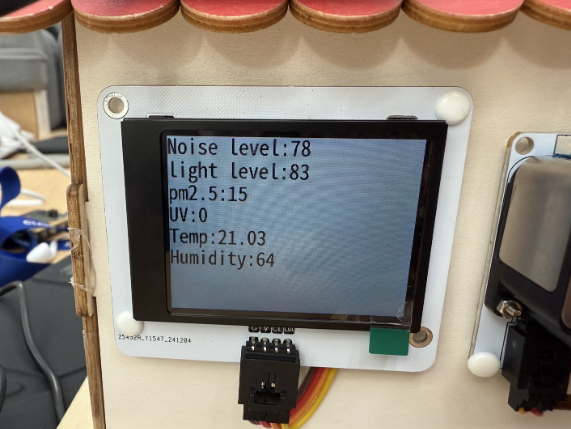 Noise level:78
light level:83
pm2.5:15
UV:0
Temp:21.03
Humidity:64